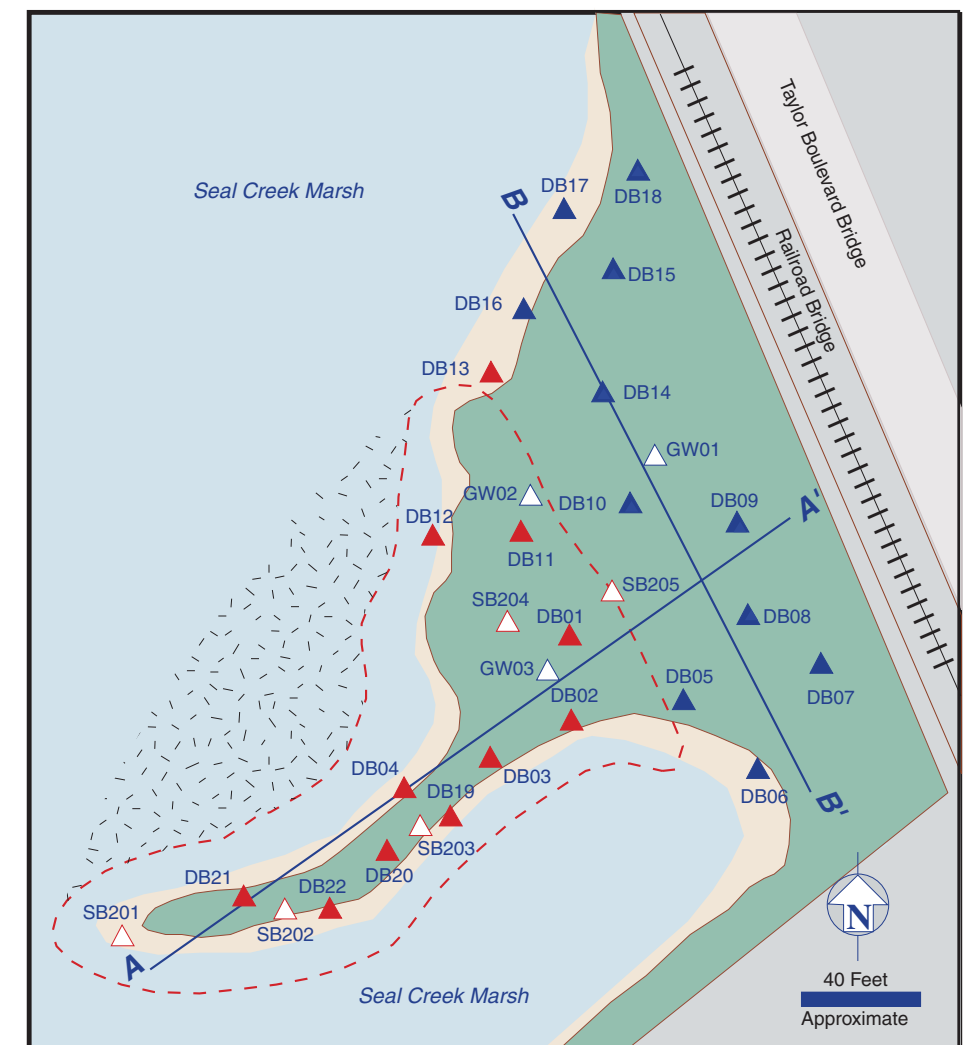 Seal Creek Marsh
DB17
DB18
B
Taylor Boulevard Bridge
Railroad Bridge
DB15
DB16
DB13
DB14
GW01
GW02
DB10
DB09
A'
DB12
DB11
SB205
SB204
DB01
DB08
GW03
DB05
DB07
DB02
DB04
DB03
DB19
DB06
B'
SB203
DB20
DB21
DB22
SB201
SB202
A
N
Seal Creek Marsh
40 Feet
Approximate